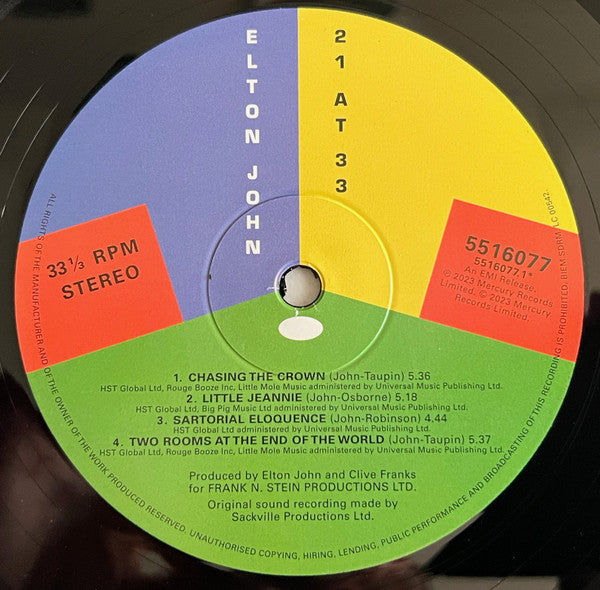 ELTON JOHN
21 AT 33
33 1/3 RPM
STEREO
5516077
5516077.1*
An EMI Release.
℗ 2023 Mercury Records
Limited. © 2023 Mercury
Records Limited.
1. CHASING THE CROWN (John-Taupin) 5.36
HST Global Ltd, Rouge Booze Inc, Little Mole Music administered by Universal Music Publishing Ltd.
2. LITTLE JEANNIE (John-Osborne) 5.18
HST Global Ltd, Big Pig Music Ltd administered by Universal Music Publishing Ltd.
3. SARTORIAL ELOQUENCE (John-Robinson) 4.44
HST Global Ltd administered by Universal Music Publishing Ltd.
4. TWO ROOMS AT THE END OF THE WORLD (John-Taupin) 5.37
HST Global Ltd, Rouge Booze Inc, Little Mole Music administered by Universal Music Publishing Ltd.
Produced by Elton John and Clive Franks
for FRANK N. STEIN PRODUCTIONS LTD.
Original sound recording made by
Sackville Productions Ltd.
ALL RIGHTS OF THE MANUFACTURER AND OF THE OWNER OF THE WORK PRODUCED RESERVED. UNAUTHORISED COPYING, HIRING, LENDING, PUBLIC PERFORMANCE AND BROADCASTING OF THIS RECORDING IS PROHIBITED. BIEM SDRM. LC 00542.